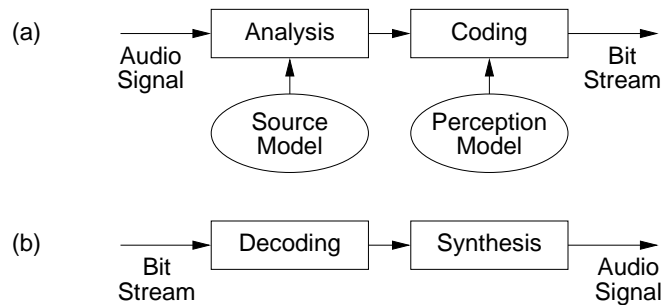 (a)
Audio
Signal
Analysis
Coding
Bit
Stream
Source
Model
Perception
Model
(b)
Bit
Stream
Decoding
Synthesis
Audio
Signal